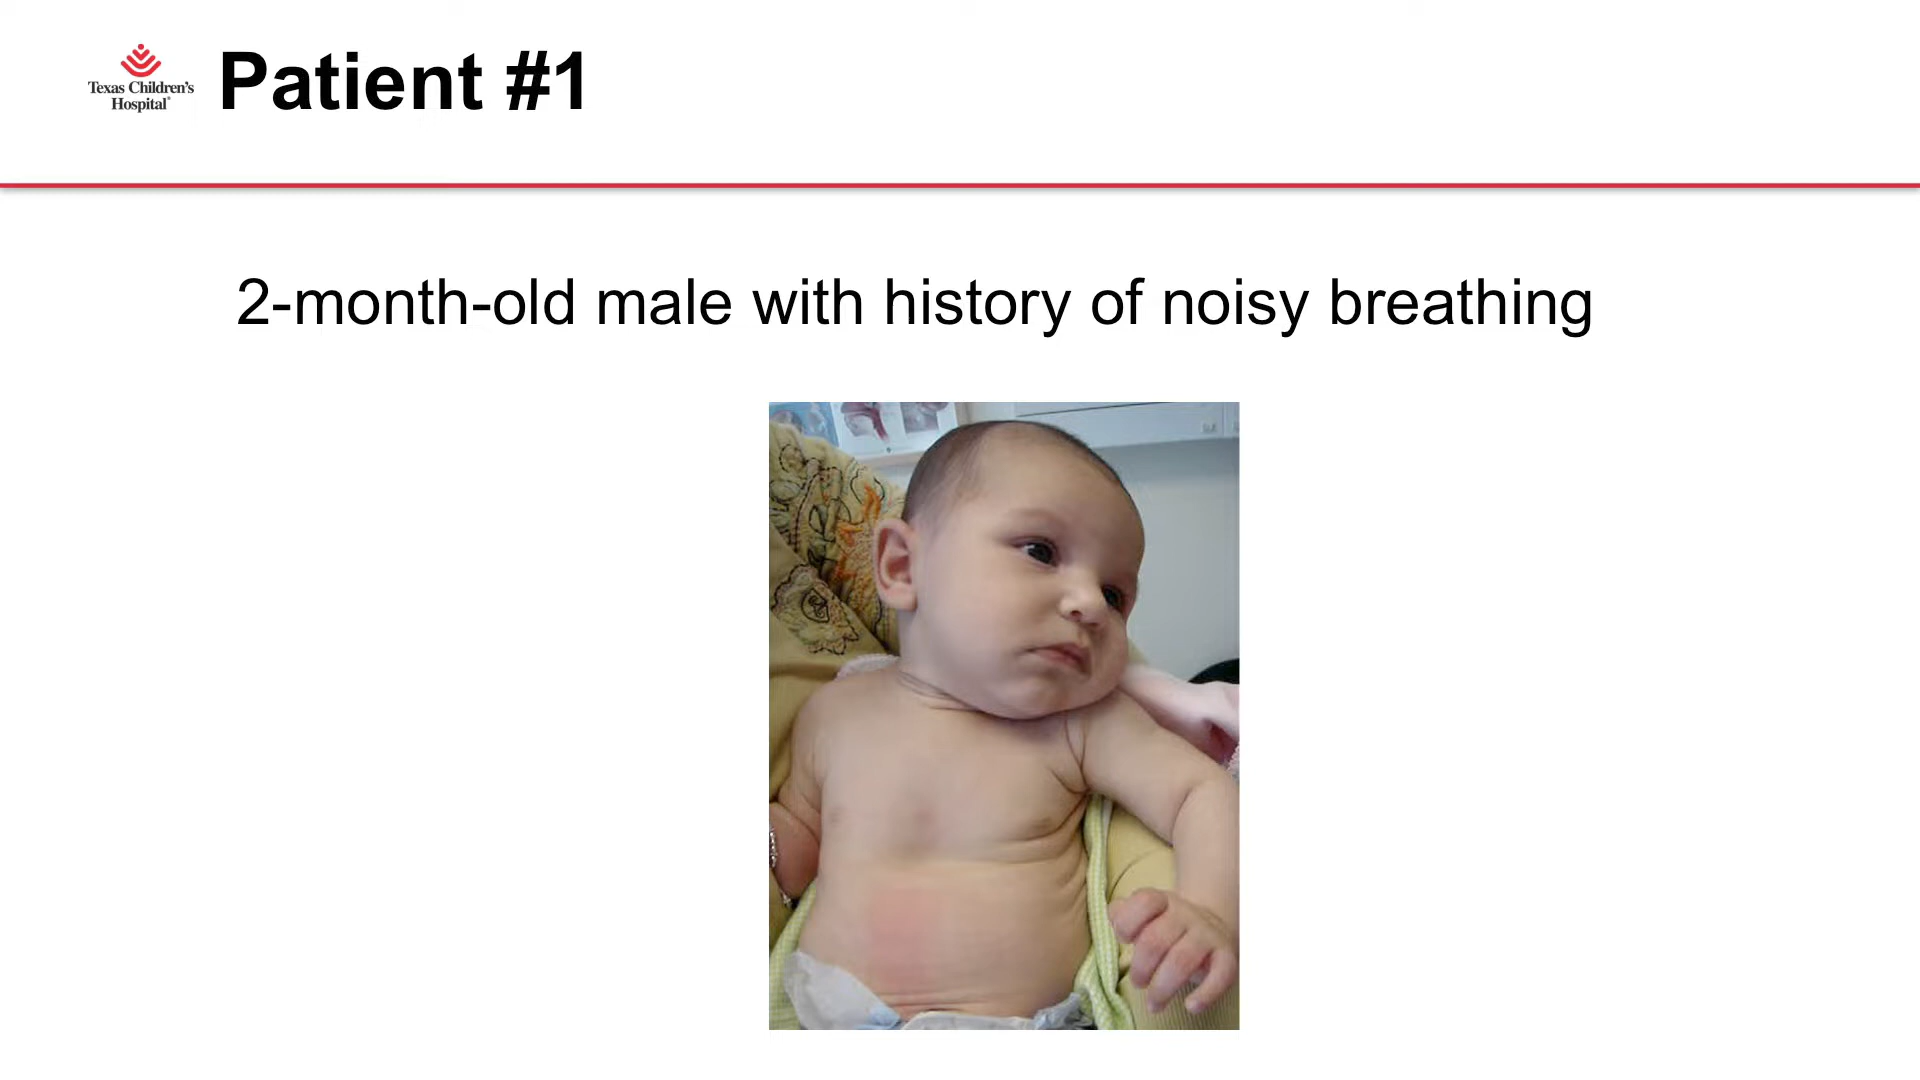 Texas Children's
Hospital®
Patient #1
2-month-old male with history of noisy breathing